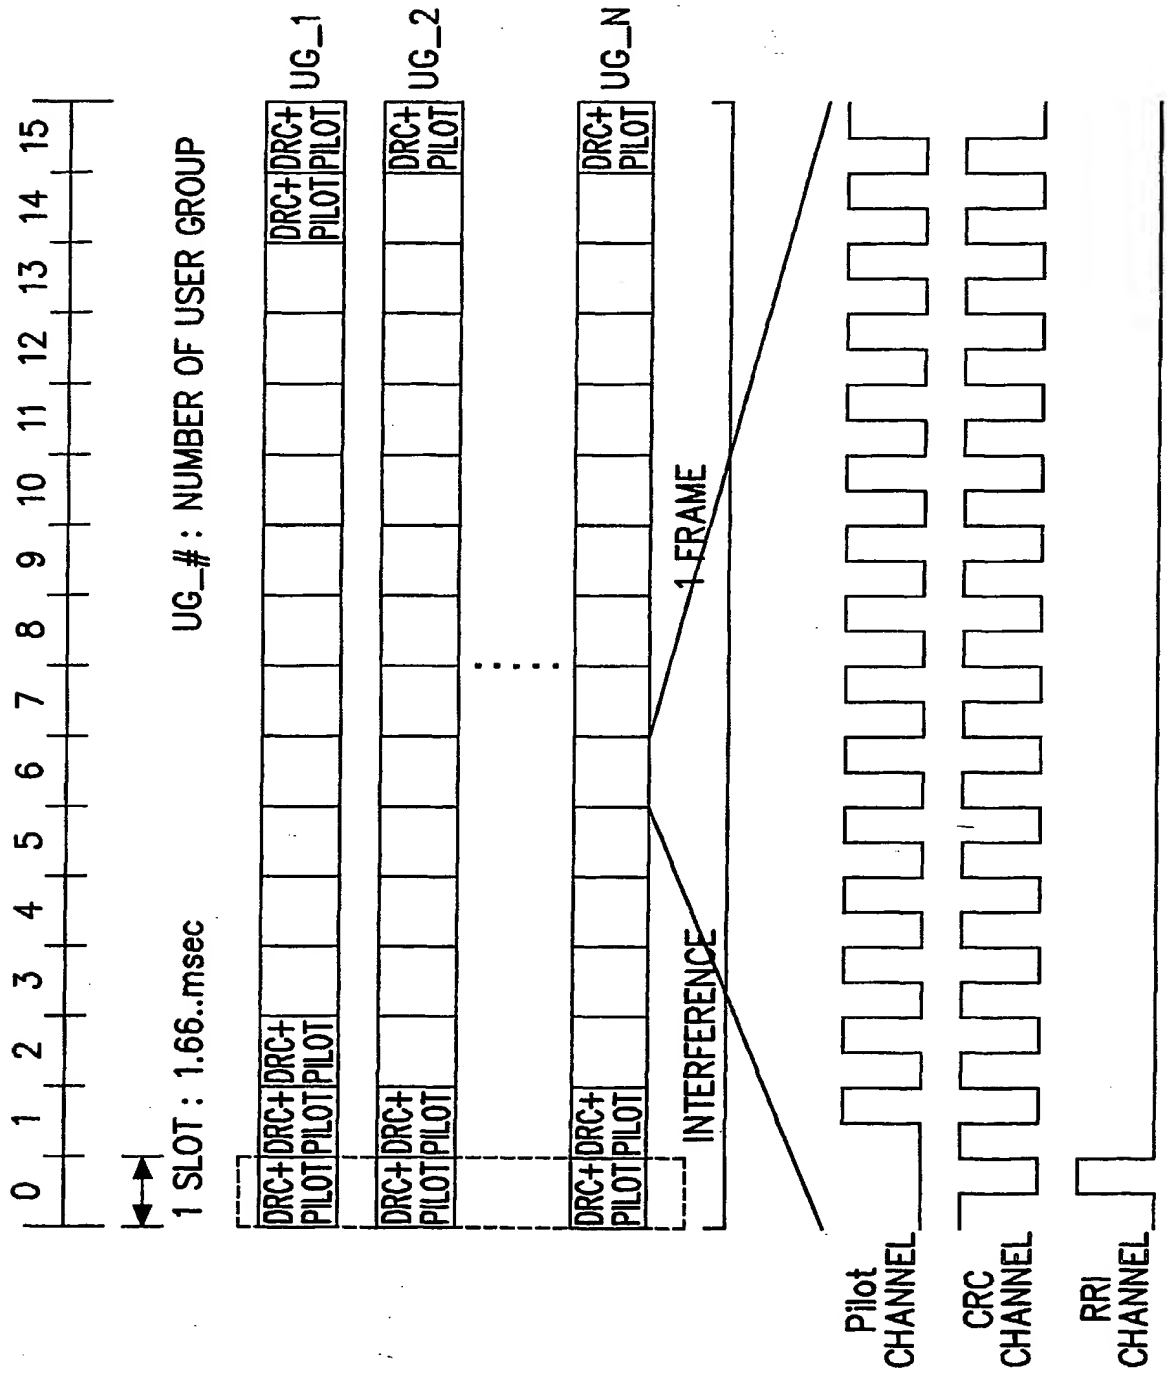 0 1 2 3 4 5 6 7 8 9 10 11 12 13 14 15
1 SLOT : 1.66..msec
UG_# : NUMBER OF USER GROUP
DRC+ DRC+ DRC+ DRC+ DRC+
PILOT PILOT PILOT PILOT PILOT
UG_1
DRC+ DRC+ DRC+
PILOT PILOT PILOT
UG_2
DRC+ DRC+ DRC+
PILOT PILOT PILOT
UG_N
INTERFERENCE
1 FRAME
Pilot
CHANNEL
CRC
CHANNEL
RRI
CHANNEL